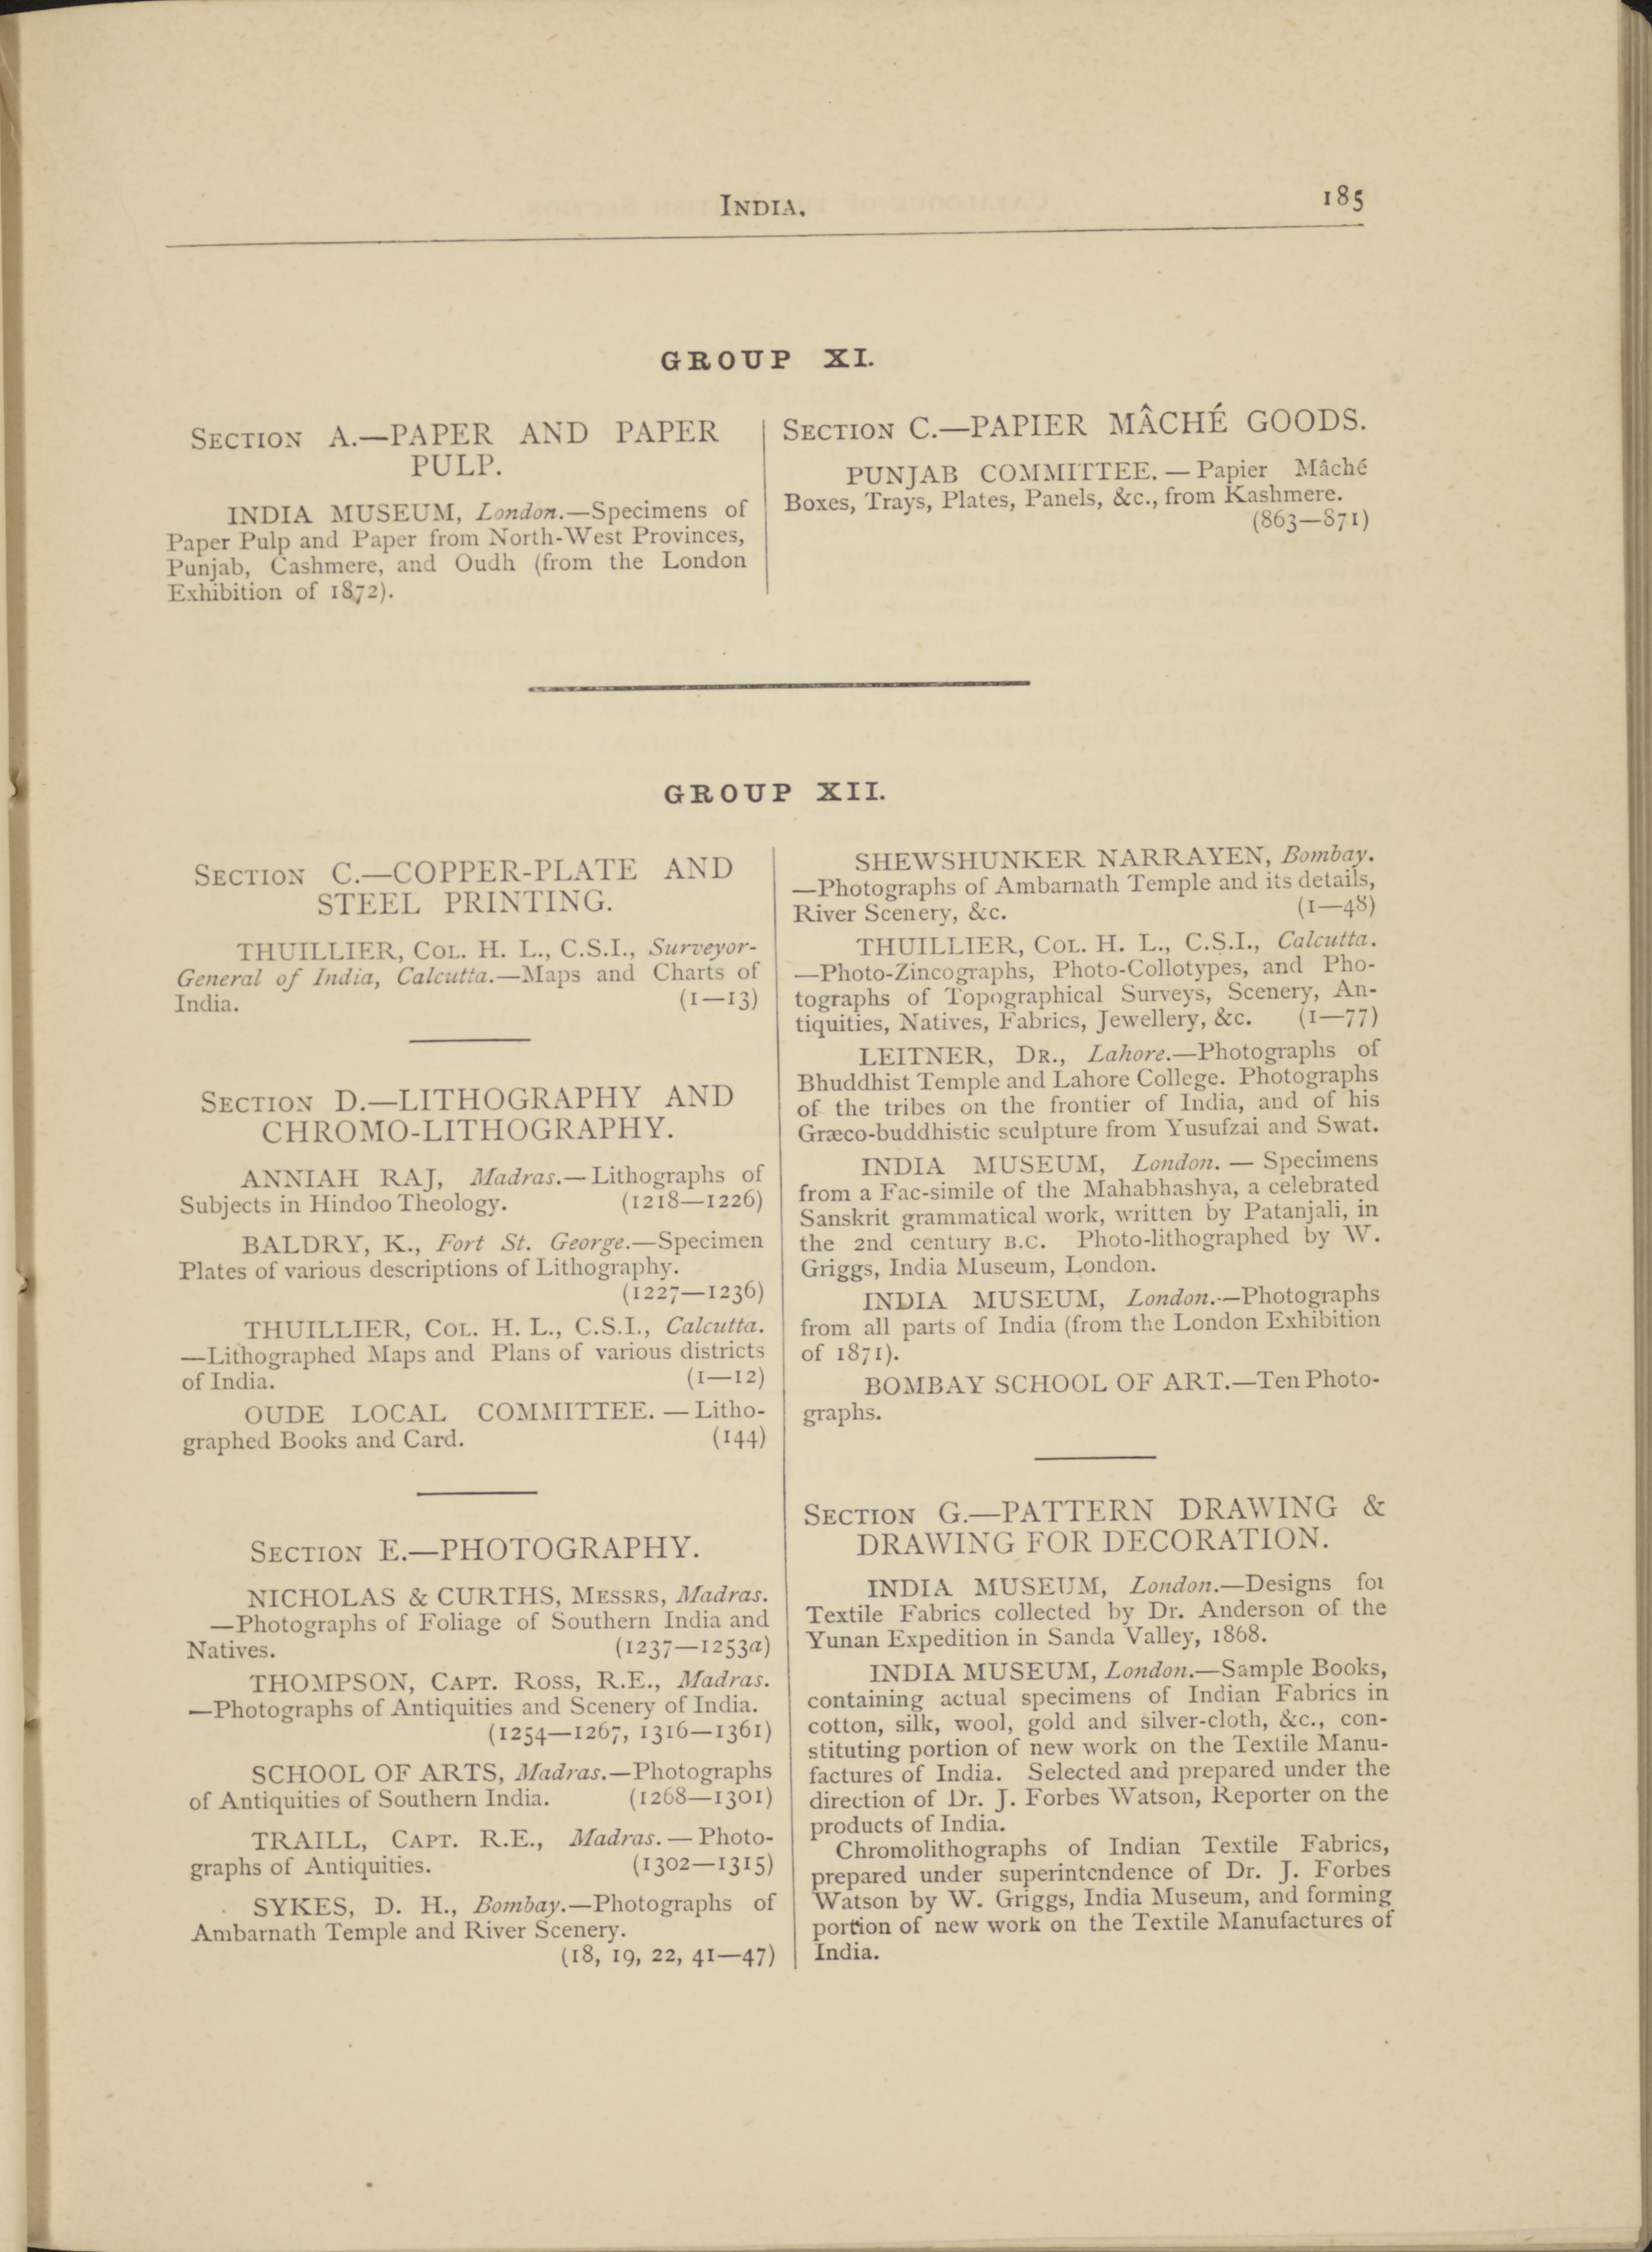 INDIA.
185
GROUP XI.
SECTION A.—PAPER AND PAPER
PULP.
INDIA MUSEUM, London.—Specimens of
Paper Pulp and Paper from North-West Provinces,
Punjab, Cashmere, and Oudh (from the London
Exhibition of 1872).
SECTION C.—PAPIER MÂCHÉ GOODS.
PUNJAB COMMITTEE. — Papier Mâché
Boxes, Trays, Plates, Panels, &c., from Kashmere.
(863—871)
GROUP XII.
SECTION C.—COPPER-PLATE AND
STEEL PRINTING.
THUILLIER, COL. H. L., C.S.I., Surveyor-
General of India, Calcutta.—Maps and Charts of
India. (1—13)
SECTION D.—LITHOGRAPHY AND
CHROMO-LITHOGRAPHY.
ANNIAH RAJ, Madras.—Lithographs of
Subjects in Hindoo Theology. (1218—1226)
BALDRY, K., Fort St. George.—Specimen
Plates of various descriptions of Lithography.
(1227—1236)
THUILLIER, COL. H. L., C.S.I., Calcutta.
—Lithographed Maps and Plans of various districts
of India. (1—12)
OUDE LOCAL COMMITTEE. — Litho-
graphed Books and Card. (144)
SECTION E.—PHOTOGRAPHY.
NICHOLAS & CURTHS, MESSRS, Madras.
—Photographs of Foliage of Southern India and
Natives. (1237—1253a)
THOMPSON, CAPT. ROSS, R.E., Madras.
—Photographs of Antiquities and Scenery of India.
(1254—1267, 1316—1361)
SCHOOL OF ARTS, Madras.—Photographs
of Antiquities of Southern India. (1268—1301)
TRAILL, CAPT. R.E., Madras. — Photo-
graphs of Antiquities. (1302—1315)
SYKES, D. H., Bombay.—Photographs of
Ambarnath Temple and River Scenery.
(18, 19, 22, 41—47)
SHEWSHUNKER NARRAYEN, Bombay.
—Photographs of Ambarnath Temple and its details,
River Scenery, &c. (1—48)
THUILLIER, COL. H. L., C.S.I., Calcutta.
—Photo-Zincographs, Photo-Collotypes, and Pho-
tographs of Topographical Surveys, Scenery, An-
tiquities, Natives, Fabrics, Jewellery, &c. (1—77)
LEITNER, DR., Lahore.—Photographs of
Bhuddhist Temple and Lahore College. Photographs
of the tribes on the frontier of India, and of his
Græco-buddhistic sculpture from Yusufzai and Swat.
INDIA MUSEUM, London. — Specimens
from a Fac-simile of the Mahabhashya, a celebrated
Sanskrit grammatical work, written by Patanjali, in
the 2nd century B.C. Photo-lithographed by W.
Griggs, India Museum, London.
INDIA MUSEUM, London.—Photographs
from all parts of India (from the London Exhibition
of 1871).
BOMBAY SCHOOL OF ART.—Ten Photo-
graphs.
SECTION G.—PATTERN DRAWING &
DRAWING FOR DECORATION.
INDIA MUSEUM, London.—Designs for
Textile Fabrics collected by Dr. Anderson of the
Yunan Expedition in Sanda Valley, 1868.
INDIA MUSEUM, London.—Sample Books,
containing actual specimens of Indian Fabrics in
cotton, silk, wool, gold and silver-cloth, &c., con-
stituting portion of new work on the Textile Manu-
factures of India. Selected and prepared under the
direction of Dr. J. Forbes Watson, Reporter on the
products of India.
Chromolithographs of Indian Textile Fabrics,
prepared under superintendence of Dr. J. Forbes
Watson by W. Griggs, India Museum, and forming
portion of new work on the Textile Manufactures of
India.